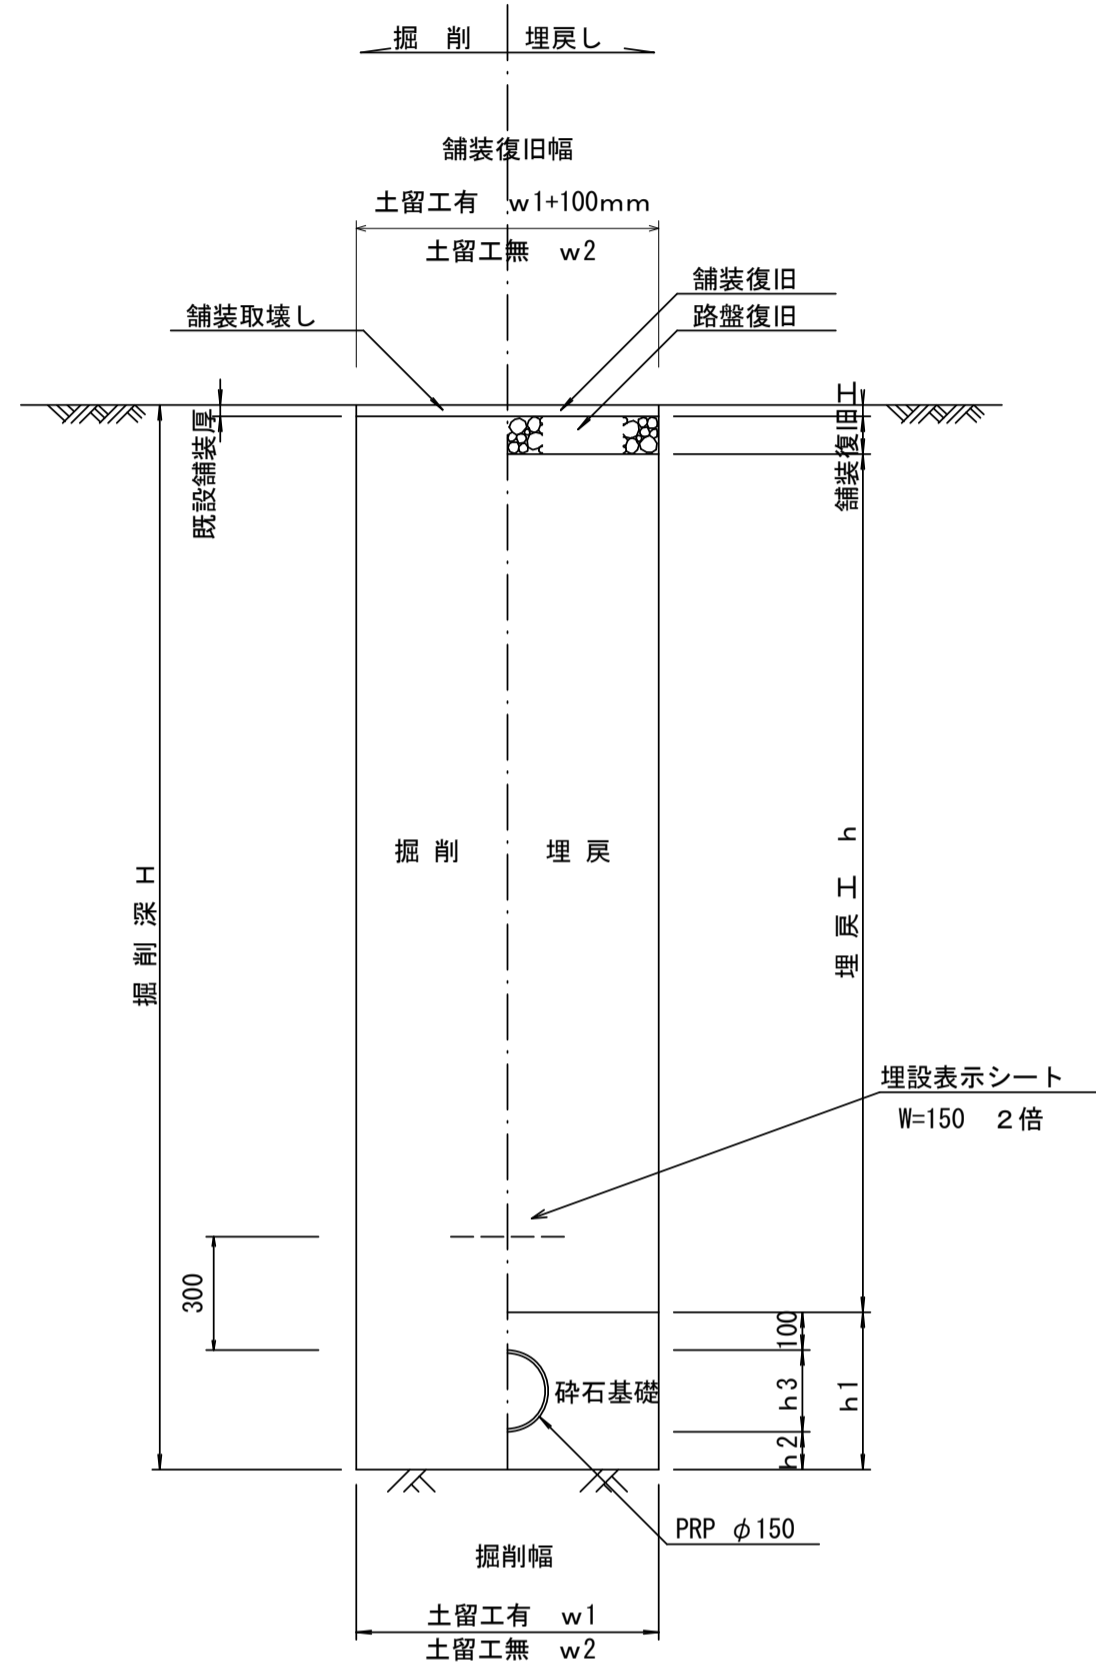 掘　削　埋戻し
舗装復旧幅
土留工有　w1+100mm
土留工無　w2
舗装復旧
舗装取壊し
路盤復旧
既設舗装厚
舗装復旧工
掘 削
埋 戻
掘 削 深 H
埋 戻 工 h
埋設表示シート
W=150　２倍
300
100
砕石基礎
h3
h1
h2
PRP φ150
掘削幅
土留工有　w1
土留工無　w2